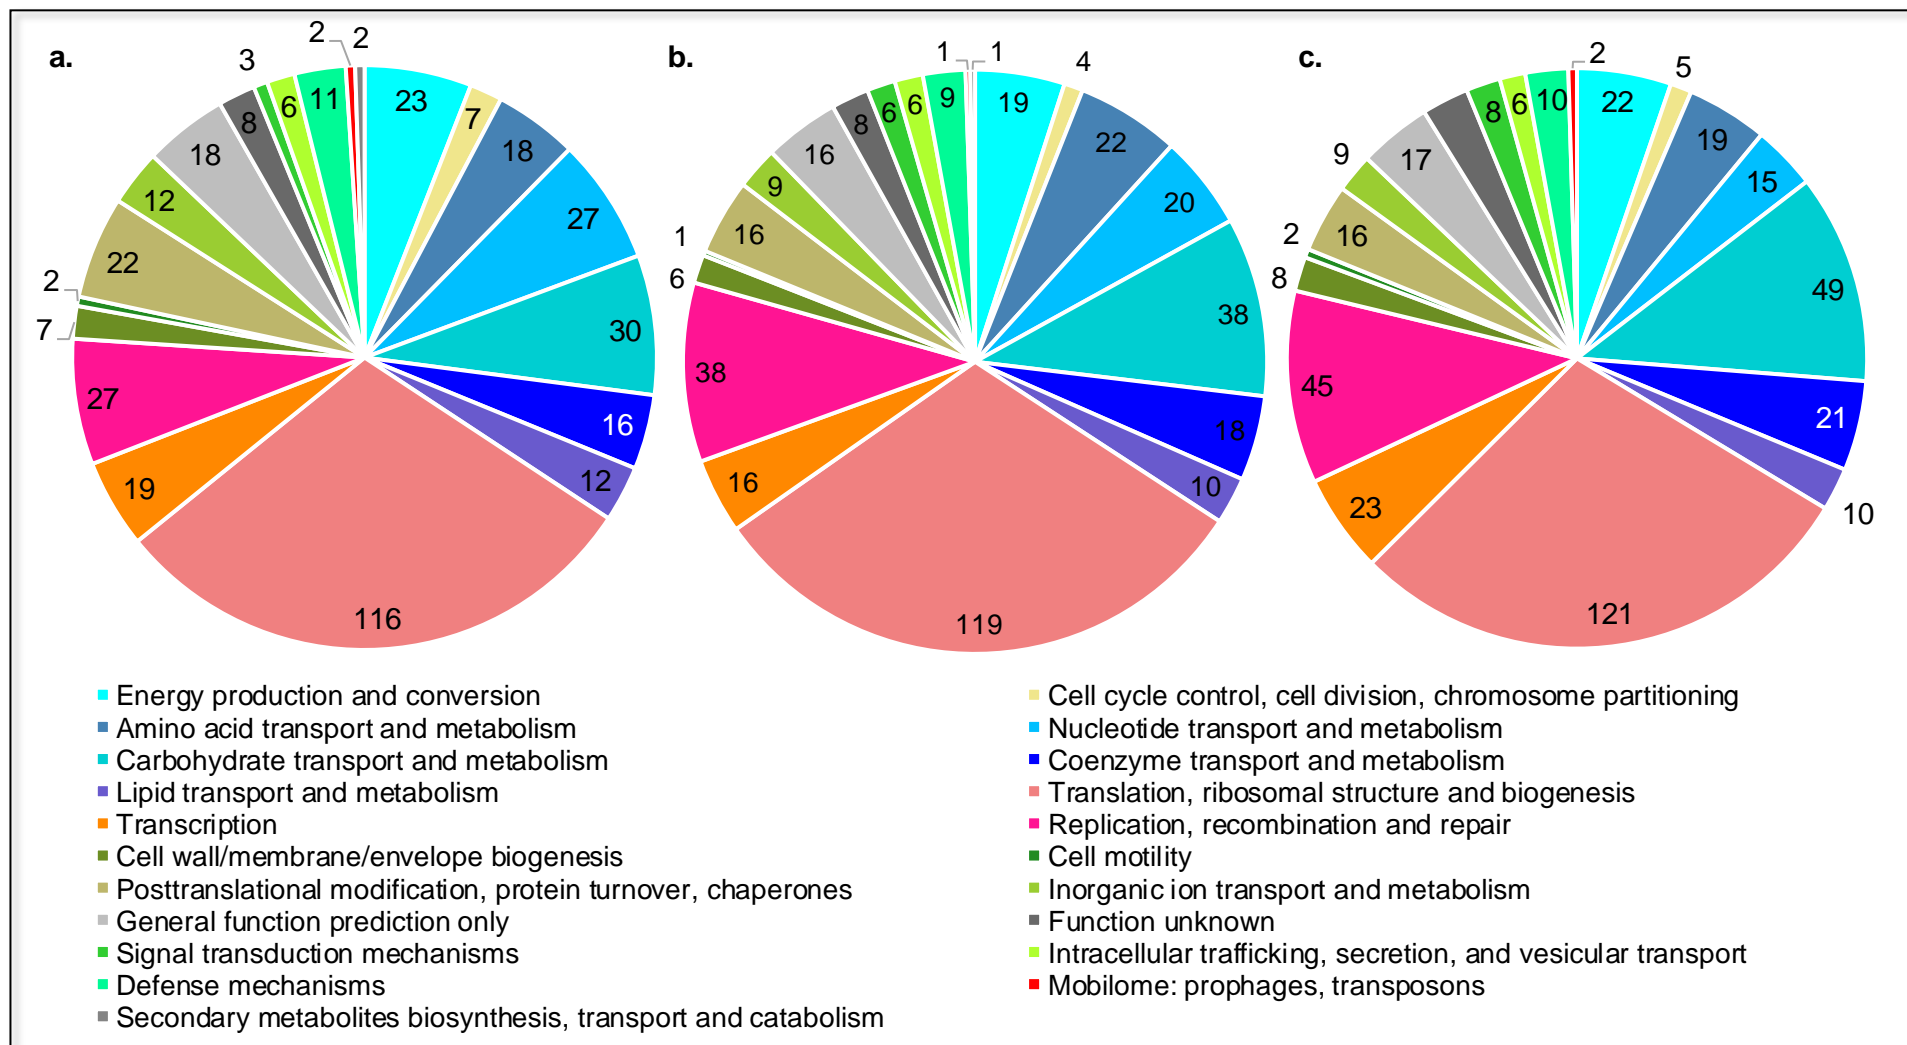 a.
2
2
3
6
11
23
7
18
27
30
16
12
116
19
27
7
2
22
12
18
8
b.
1
1
4
19
22
20
38
18
10
119
16
38
6
1
16
9
16
8
6
6
9
c.
2
5
22
19
15
49
21
10
121
23
45
8
2
16
9
17
8
6
10
Energy production and conversion
Cell cycle control, cell division, chromosome partitioning
Amino acid transport and metabolism
Nucleotide transport and metabolism
Carbohydrate transport and metabolism
Coenzyme transport and metabolism
Lipid transport and metabolism
Translation, ribosomal structure and biogenesis
Transcription
Replication, recombination and repair
Cell wall/membrane/envelope biogenesis
Cell motility
Posttranslational modification, protein turnover, chaperones
Inorganic ion transport and metabolism
General function prediction only
Function unknown
Signal transduction mechanisms
Intracellular trafficking, secretion, and vesicular transport
Defense mechanisms
Mobilome: prophages, transposons
Secondary metabolites biosynthesis, transport and catabolism